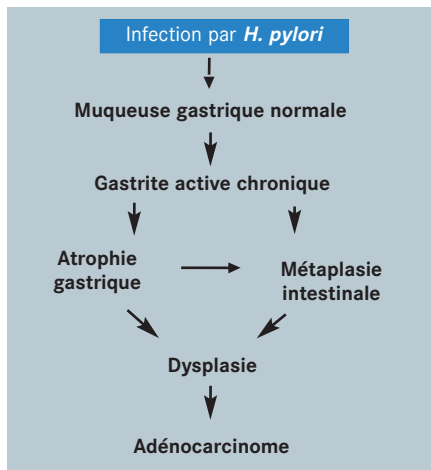 Infection par H. pylori
Muqueuse gastrique normale
Gastrite active chronique
Atrophie
gastrique
Métaplasie
intestinale
Dysplasie
Adénocarcinome